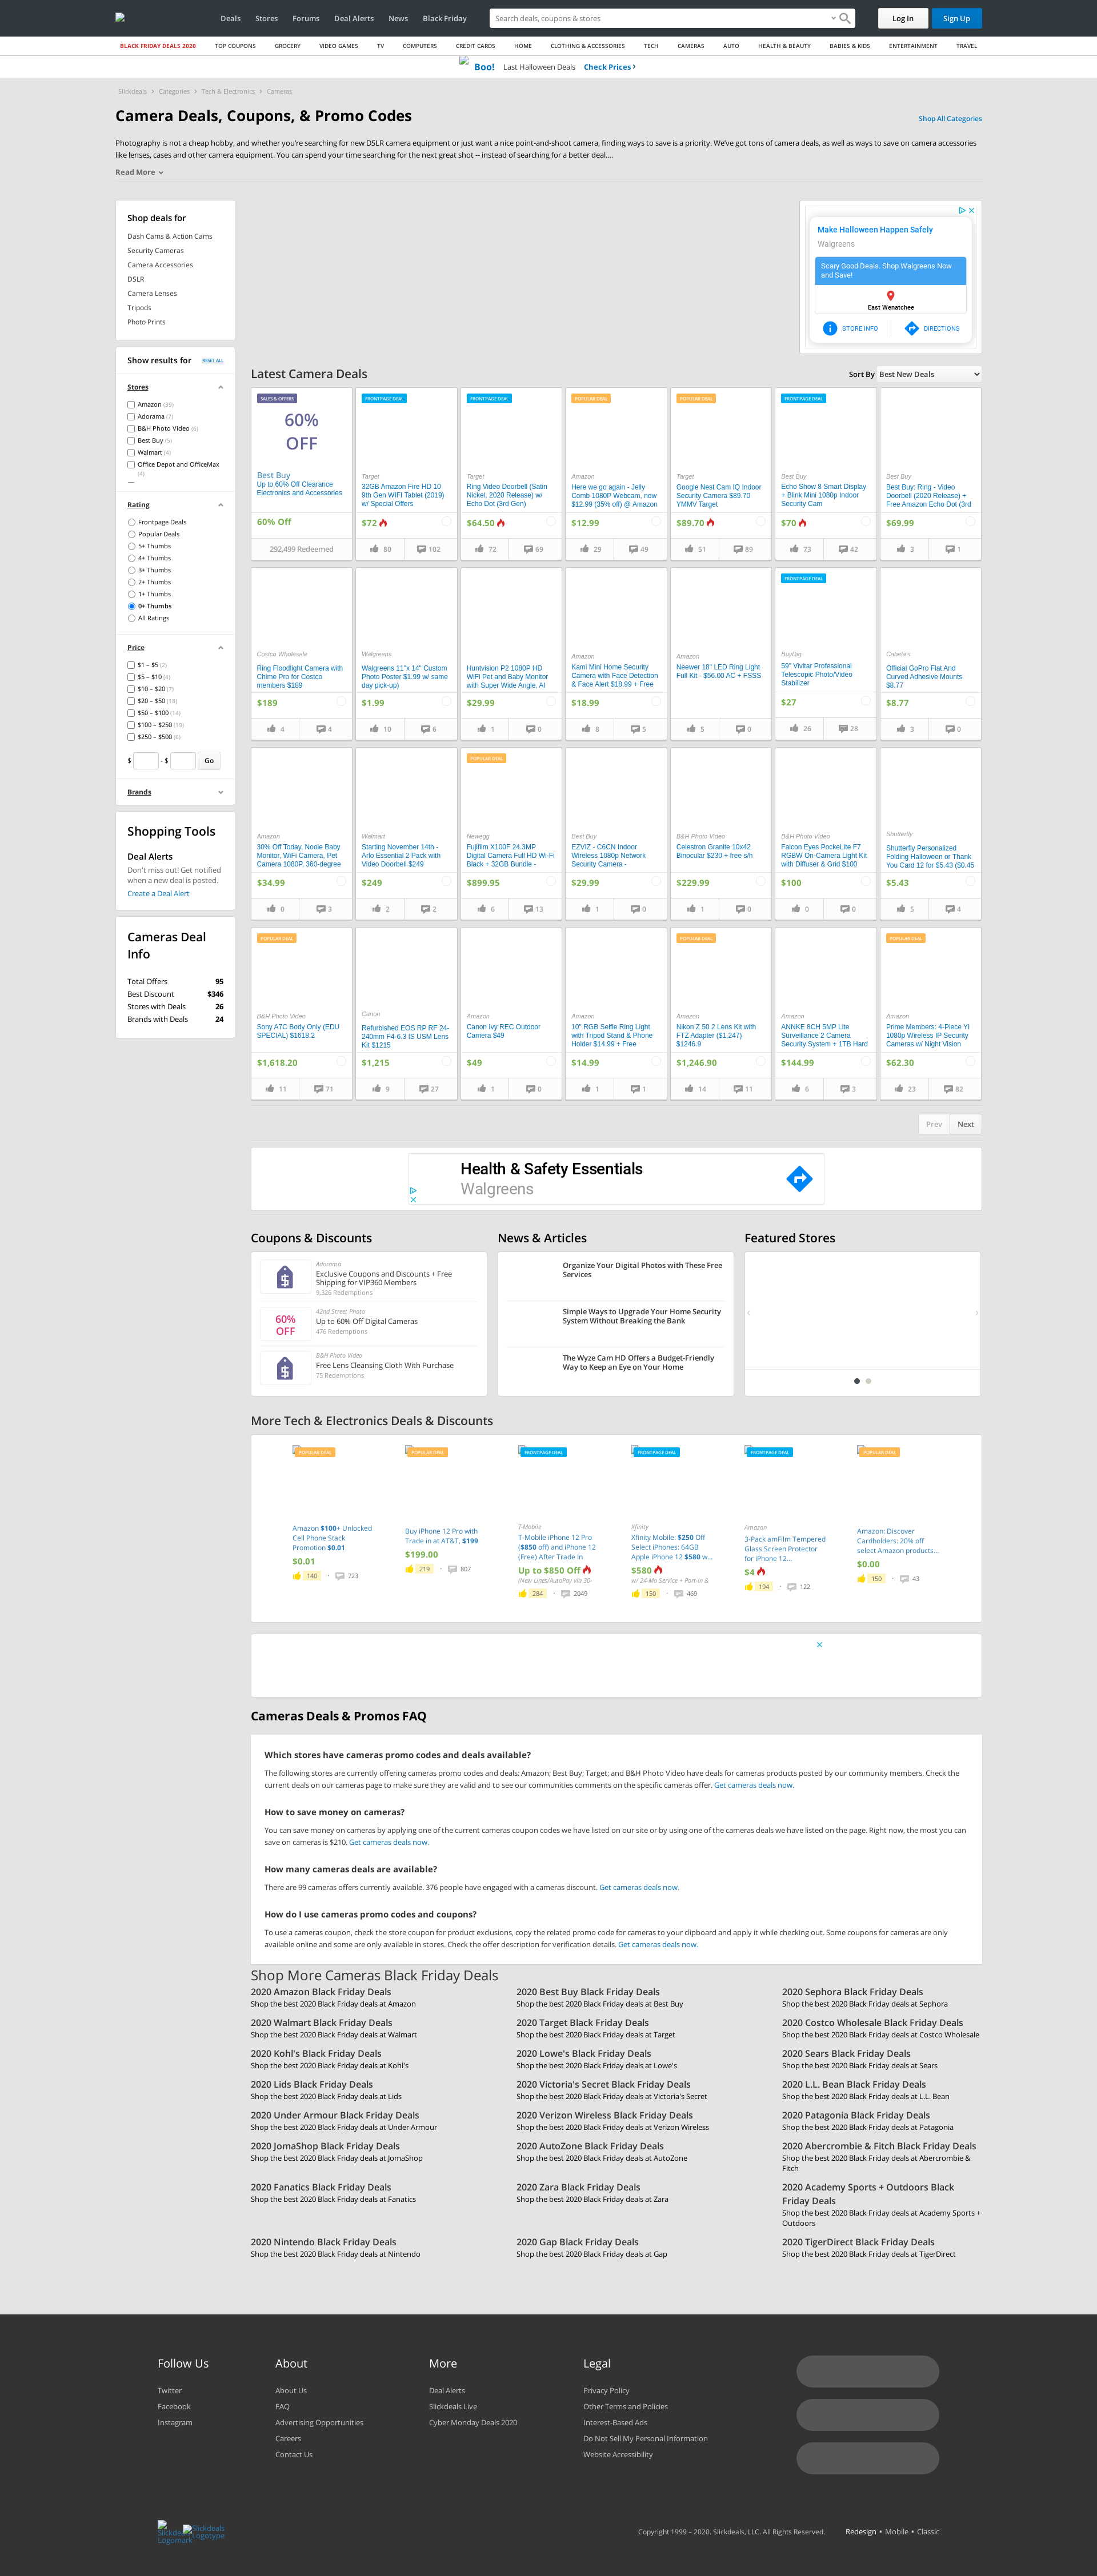 Deals Stores Forums Deal Alerts News Black Friday
Search deals, coupons & stores
Log In
Sign Up
BLACK FRIDAY DEALS 2020 TOP COUPONS GROCERY VIDEO GAMES TV COMPUTERS CREDIT CARDS HOME CLOTHING & ACCESSORIES TECH CAMERAS AUTO HEALTH & BEAUTY BABIES & KIDS ENTERTAINMENT TRAVEL
Boo! Last Halloween Deals Check Prices
Slickdeals Categories Tech & Electronics Cameras
Camera Deals, Coupons, & Promo Codes
Shop All Categories
Photography is not a cheap hobby, and whether you're searching for new DSLR camera equipment or just want a nice point-and-shoot camera, finding ways to save is a priority. We've got tons of camera deals, as well as ways to save on camera accessories
like lenses, cases and other camera equipment. You can spend your time searching for the next great shot -- instead of searching for a better deal....
Read More
Shop deals for
Dash Cams & Action Cams
Security Cameras
Camera Accessories
DSLR
Camera Lenses
Tripods
Photo Prints
Show results for
RESET ALL
Stores
Amazon (39)
Adorama (7)
B&H Photo Video (6)
Best Buy (5)
Walmart (4)
Office Depot and OfficeMax
(4)
Rating
Frontpage Deals
Popular Deals
5+ Thumbs
4+ Thumbs
3+ Thumbs
2+ Thumbs
1+ Thumbs
0+ Thumbs
All Ratings
Price
$1 – $5 (2)
$5 – $10 (4)
$10 – $20 (7)
$20 – $50 (18)
$50 – $100 (14)
$100 – $250 (19)
$250 – $500 (6)
$ - $ Go
Brands
Shopping Tools
Deal Alerts
Don't miss out! Get notified
when a new deal is posted.
Create a Deal Alert
Cameras Deal
Info
Total Offers 95
Best Discount $346
Stores with Deals 26
Brands with Deals 24
Make Halloween Happen Safely
Walgreens
Scary Good Deals. Shop Walgreens Now
and Save!
East Wenatchee
STORE INFO
DIRECTIONS
Latest Camera Deals
Sort By Best New Deals
SALES & OFFERS
60%
OFF
Best Buy
Up to 60% Off Clearance
Electronics and Accessories
60% Off
292,499 Redeemed
FRONTPAGE DEAL
Target
32GB Amazon Fire HD 10
9th Gen WIFI Tablet (2019)
w/ Special Offers
$72
80 102
FRONTPAGE DEAL
Target
Ring Video Doorbell (Satin
Nickel, 2020 Release) w/
Echo Dot (3rd Gen)
$64.50
72 69
POPULAR DEAL
Amazon
Here we go again - Jelly
Comb 1080P Webcam, now
$12.99 (35% off) @ Amazon
$12.99
29 49
POPULAR DEAL
Target
Google Nest Cam IQ Indoor
Security Camera $89.70
YMMV Target
$89.70
51 89
FRONTPAGE DEAL
Best Buy
Echo Show 8 Smart Display
+ Blink Mini 1080p Indoor
Security Cam
$70
73 42
Best Buy
Best Buy: Ring - Video
Doorbell (2020 Release) +
Free Amazon Echo Dot (3rd
$69.99
3 1
Costco Wholesale
Ring Floodlight Camera with
Chime Pro for Costco
members $189
$189
4 4
Walgreens
Walgreens 11"x 14" Custom
Photo Poster $1.99 w/ same
day pick-up)
$1.99
10 6
Huntvision P2 1080P HD
WiFi Pet and Baby Monitor
with Super Wide Angle, AI
$29.99
1 0
Amazon
Kami Mini Home Security
Camera with Face Detection
& Face Alert $18.99 + Free
$18.99
8 5
Amazon
Neewer 18" LED Ring Light
Full Kit - $56.00 AC + FSSS
5 0
FRONTPAGE DEAL
BuyDig
59" Vivitar Professional
Telescopic Photo/Video
Stabilizer
$27
26 28
Cabela's
Official GoPro Flat And
Curved Adhesive Mounts
$8.77
$8.77
3 0
Amazon
30% Off Today, Nooie Baby
Monitor, WiFi Camera, Pet
Camera 1080P, 360-degree
$34.99
0 3
Walmart
Starting November 14th -
Arlo Essential 2 Pack with
Video Doorbell $249
$249
2 2
POPULAR DEAL
Newegg
Fujifilm X100F 24.3MP
Digital Camera Full HD Wi-Fi
Black + 32GB Bundle -
$899.95
6 13
Best Buy
EZVIZ - C6CN Indoor
Wireless 1080p Network
Security Camera -
$29.99
1 0
B&H Photo Video
Celestron Granite 10x42
Binocular $230 + free s/h
$229.99
1 0
B&H Photo Video
Falcon Eyes PockeLite F7
RGBW On-Camera Light Kit
with Diffuser & Grid $100
$100
0 0
Shutterfly
Shutterfly Personalized
Folding Halloween or Thank
You Card 12 for $5.43 ($0.45
$5.43
5 4
POPULAR DEAL
B&H Photo Video
Sony A7C Body Only (EDU
SPECIAL) $1618.2
$1,618.20
11 71
Canon
Refurbished EOS RP RF 24-
240mm F4-6.3 IS USM Lens
Kit $1215
$1,215
9 27
Amazon
Canon Ivy REC Outdoor
Camera $49
$49
1 0
Amazon
10" RGB Selfie Ring Light
with Tripod Stand & Phone
Holder $14.99 + Free
$14.99
1 1
POPULAR DEAL
Amazon
Nikon Z 50 2 Lens Kit with
FTZ Adapter ($1,247)
$1246.9
$1,246.90
14 11
Amazon
ANNKE 8CH 5MP Lite
Surveillance 2 Camera
Security System + 1TB Hard
$144.99
6 3
POPULAR DEAL
Amazon
Prime Members: 4-Piece YI
1080p Wireless IP Security
Cameras w/ Night Vision
$62.30
23 82
Prev Next
Health & Safety Essentials
Walgreens
Coupons & Discounts
Adorama
Exclusive Coupons and Discounts + Free
Shipping for VIP360 Members
9,326 Redemptions
60%
OFF
42nd Street Photo
Up to 60% Off Digital Cameras
476 Redemptions
B&H Photo Video
Free Lens Cleansing Cloth With Purchase
75 Redemptions
News & Articles
Organize Your Digital Photos with These Free
Services
Simple Ways to Upgrade Your Home Security
System Without Breaking the Bank
The Wyze Cam HD Offers a Budget-Friendly
Way to Keep an Eye on Your Home
Featured Stores
More Tech & Electronics Deals & Discounts
POPULAR DEAL
Amazon $100+ Unlocked
Cell Phone Stack
Promotion $0.01
$0.01
140 723
POPULAR DEAL
Buy iPhone 12 Pro with
Trade in at AT&T, $199
$199.00
219 807
FRONTPAGE DEAL
T-Mobile
T-Mobile iPhone 12 Pro
($850 off) and iPhone 12
(Free) After Trade In
Up to $850 Off
(New Lines/AutoPay via 30-
284 2049
FRONTPAGE DEAL
Xfinity
Xfinity Mobile: $250 Off
Select iPhones: 64GB
Apple iPhone 12 $580 w...
$580
w/ 24-Mo Service + Port-In &
150 469
FRONTPAGE DEAL
Amazon
3-Pack amFilm Tempered
Glass Screen Protector
for iPhone 12...
$4
194 122
POPULAR DEAL
Amazon: Discover
Cardholders: 20% off
select Amazon products...
$0.00
150 43
Cameras Deals & Promos FAQ
Which stores have cameras promo codes and deals available?
The following stores are currently offering cameras promo codes and deals: Amazon; Best Buy; Target; and B&H Photo Video have deals for cameras products posted by our community members. Check the
current deals on our cameras page to make sure they are valid and to see our communities comments on the specific cameras offer. Get cameras deals now.
How to save money on cameras?
You can save money on cameras by applying one of the current cameras coupon codes we have listed on our site or by using one of the cameras deals we have listed on the page. Right now, the most you can
save on cameras is $210. Get cameras deals now.
How many cameras deals are available?
There are 99 cameras offers currently available. 376 people have engaged with a cameras discount. Get cameras deals now.
How do I use cameras promo codes and coupons?
To use a cameras coupon, check the store coupon for product exclusions, copy the related promo code for cameras to your clipboard and apply it while checking out. Some coupons for cameras are only
available online and some are only available in stores. Check the offer description for verification details. Get cameras deals now.
Shop More Cameras Black Friday Deals
2020 Amazon Black Friday Deals
Shop the best 2020 Black Friday deals at Amazon
2020 Best Buy Black Friday Deals
Shop the best 2020 Black Friday deals at Best Buy
2020 Sephora Black Friday Deals
Shop the best 2020 Black Friday deals at Sephora
2020 Walmart Black Friday Deals
Shop the best 2020 Black Friday deals at Walmart
2020 Target Black Friday Deals
Shop the best 2020 Black Friday deals at Target
2020 Costco Wholesale Black Friday Deals
Shop the best 2020 Black Friday deals at Costco Wholesale
2020 Kohl's Black Friday Deals
Shop the best 2020 Black Friday deals at Kohl's
2020 Lowe's Black Friday Deals
Shop the best 2020 Black Friday deals at Lowe's
2020 Sears Black Friday Deals
Shop the best 2020 Black Friday deals at Sears
2020 Lids Black Friday Deals
Shop the best 2020 Black Friday deals at Lids
2020 Victoria's Secret Black Friday Deals
Shop the best 2020 Black Friday deals at Victoria's Secret
2020 L.L. Bean Black Friday Deals
Shop the best 2020 Black Friday deals at L.L. Bean
2020 Under Armour Black Friday Deals
Shop the best 2020 Black Friday deals at Under Armour
2020 Verizon Wireless Black Friday Deals
Shop the best 2020 Black Friday deals at Verizon Wireless
2020 Patagonia Black Friday Deals
Shop the best 2020 Black Friday deals at Patagonia
2020 JomaShop Black Friday Deals
Shop the best 2020 Black Friday deals at JomaShop
2020 AutoZone Black Friday Deals
Shop the best 2020 Black Friday deals at AutoZone
2020 Abercrombie & Fitch Black Friday Deals
Shop the best 2020 Black Friday deals at Abercrombie &
Fitch
2020 Fanatics Black Friday Deals
Shop the best 2020 Black Friday deals at Fanatics
2020 Zara Black Friday Deals
Shop the best 2020 Black Friday deals at Zara
2020 Academy Sports + Outdoors Black
Friday Deals
Shop the best 2020 Black Friday deals at Academy Sports +
Outdoors
2020 Nintendo Black Friday Deals
Shop the best 2020 Black Friday deals at Nintendo
2020 Gap Black Friday Deals
Shop the best 2020 Black Friday deals at Gap
2020 TigerDirect Black Friday Deals
Shop the best 2020 Black Friday deals at TigerDirect
Follow Us
Twitter
Facebook
Instagram
About
About Us
FAQ
Advertising Opportunities
Careers
Contact Us
More
Deal Alerts
Slickdeals Live
Cyber Monday Deals 2020
Legal
Privacy Policy
Other Terms and Policies
Interest-Based Ads
Do Not Sell My Personal Information
Website Accessibility
Slickdeals
Logomark
Slickdeals
Logotype
Copyright 1999 – 2020. Slickdeals, LLC. All Rights Reserved.
Redesign • Mobile • Classic